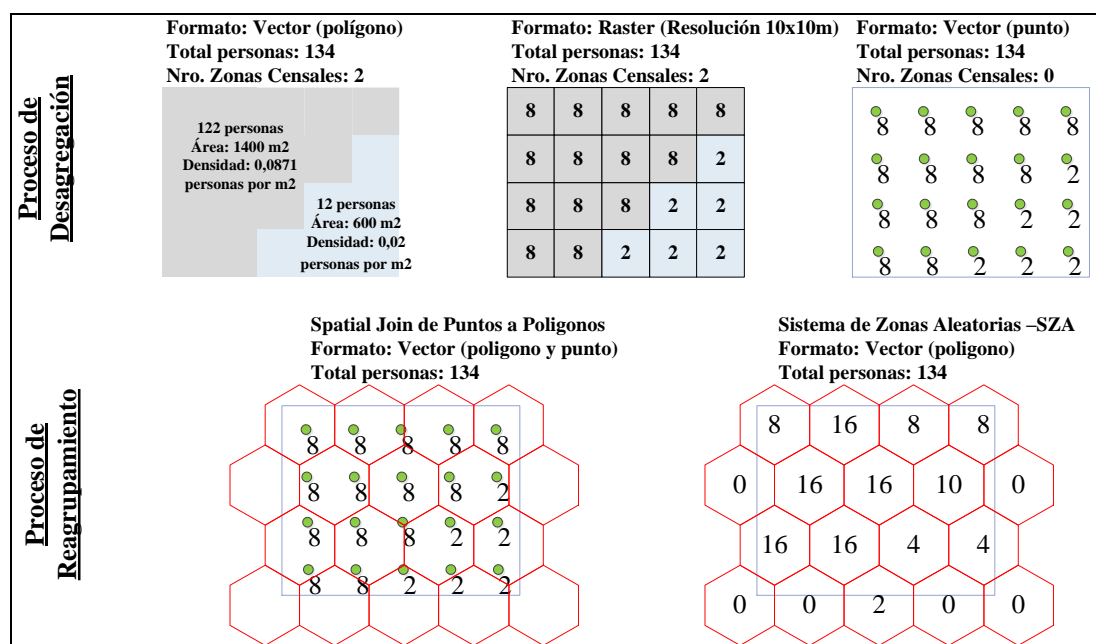 Proceso de
Desagregación
Formato: Vector (polígono)
Total personas: 134
Nro. Zonas Censales: 2
122 personas
Área: 1400 m2
Densidad: 0,0871
personas por m2
12 personas
Área: 600 m2
Densidad: 0,02
personas por m2
Formato: Raster (Resolución 10x10m)
Total personas: 134
Nro. Zonas Censales: 2
8 8 8 8 8
8 8 8 8 2
8 8 8 2 2
8 8 2 2 2
Formato: Vector (punto)
Total personas: 134
Nro. Zonas Censales: 0
8 8 8 8 8
8 8 8 8 2
8 8 8 2 2
8 8 2 2 2
Proceso de
Reagrupamiento
Spatial Join de Puntos a Poligonos
Formato: Vector (poligono y punto)
Total personas: 134
8 8 8 8 8
8 8 8 8 2
8 8 8 2 2
8 8 2 2 2
Sistema de Zonas Aleatorias –SZA
Formato: Vector (poligono)
Total personas: 134
8 16 8 8
0 16 16 10 0
16 16 4 4
0 0 2 0 0